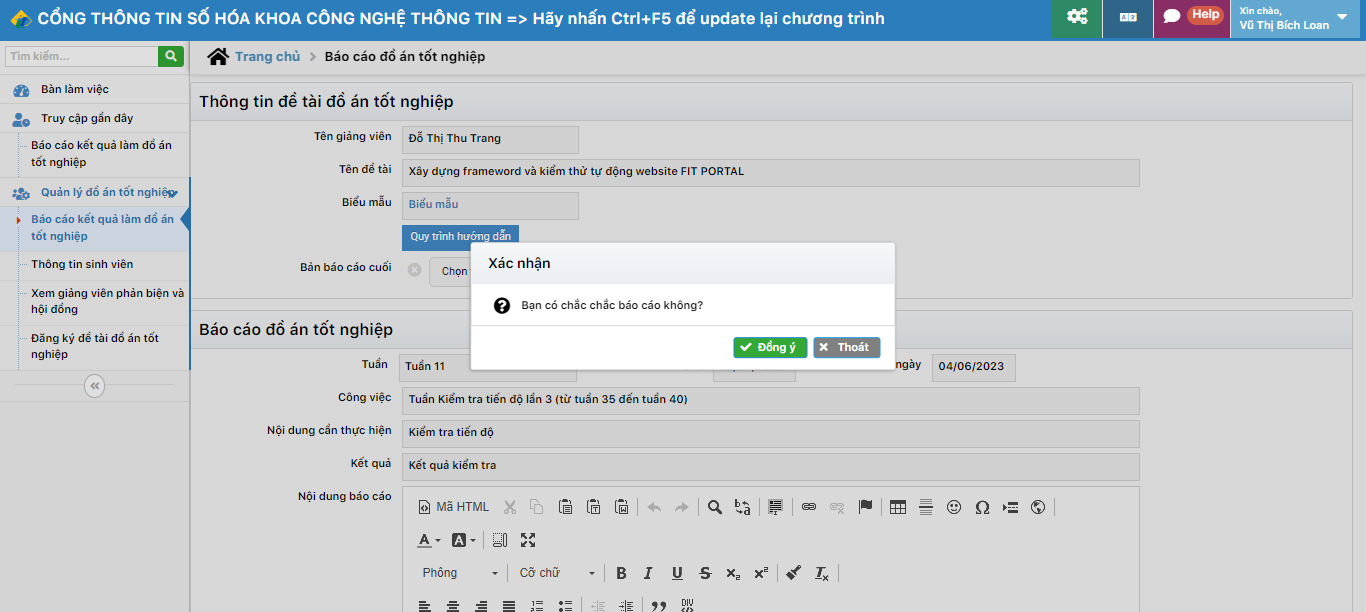 CỔNG THÔNG TIN SỐ HÓA KHOA CÔNG NGHỆ THÔNG TIN => Hãy nhấn Ctrl+F5 để update lại chương trình
Help
Xin chào,
Vũ Thị Bích Loan
Tìm kiếm...
Trang chủ > Báo cáo đồ án tốt nghiệp
Bàn làm việc
Truy cập gần đây
Báo cáo kết quả làm đồ án
tốt nghiệp
Quản lý đồ án tốt nghiệp
Báo cáo kết quả làm đồ án
tốt nghiệp
Thông tin sinh viên
Xem giảng viên phản biện và
hội đồng
Đăng ký đề tài đồ án tốt
nghiệp
Thông tin đề tài đồ án tốt nghiệp
Tên giảng viên Đỗ Thị Thu Trang
Tên đề tài Xây dựng frameword và kiểm thử tự động website FIT PORTAL
Biểu mẫu Biểu mẫu
Quy trình hướng dẫn
Bản báo cáo cuối Chọn
Xác nhận
Bạn có chắc chắc báo cáo không?
Đồng ý Thoát
Báo cáo đồ án tốt nghiệp
Tuần Tuần 11 ngày 04/06/2023
Công việc Tuần Kiểm tra tiến độ lần 3 (từ tuần 35 đến tuần 40)
Nội dung cần thực hiện Kiểm tra tiến độ
Kết quả Kết quả kiểm tra
Nội dung báo cáo
Mã HTML
Phông Cỡ chữ